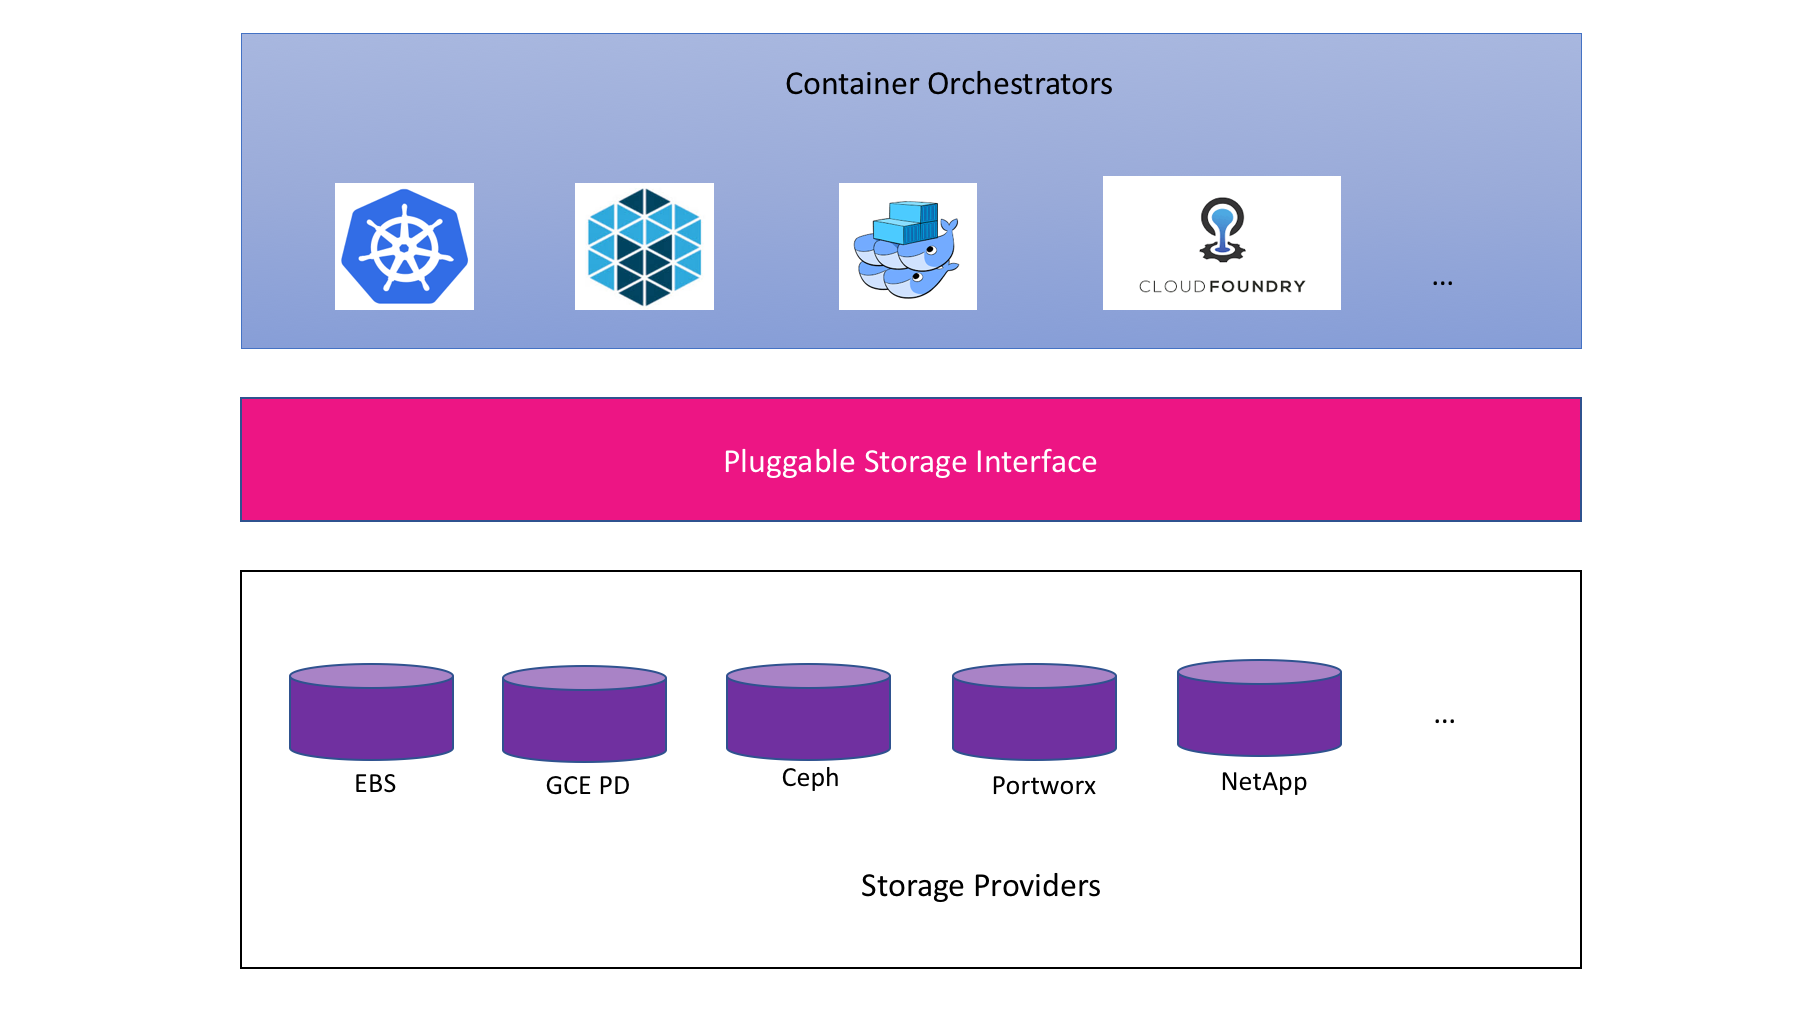 Container Orchestrators
CLOUDFOUNDRY
...
Pluggable Storage Interface
EBS
GCE PD
Ceph
Portworx
NetApp
...
Storage Providers